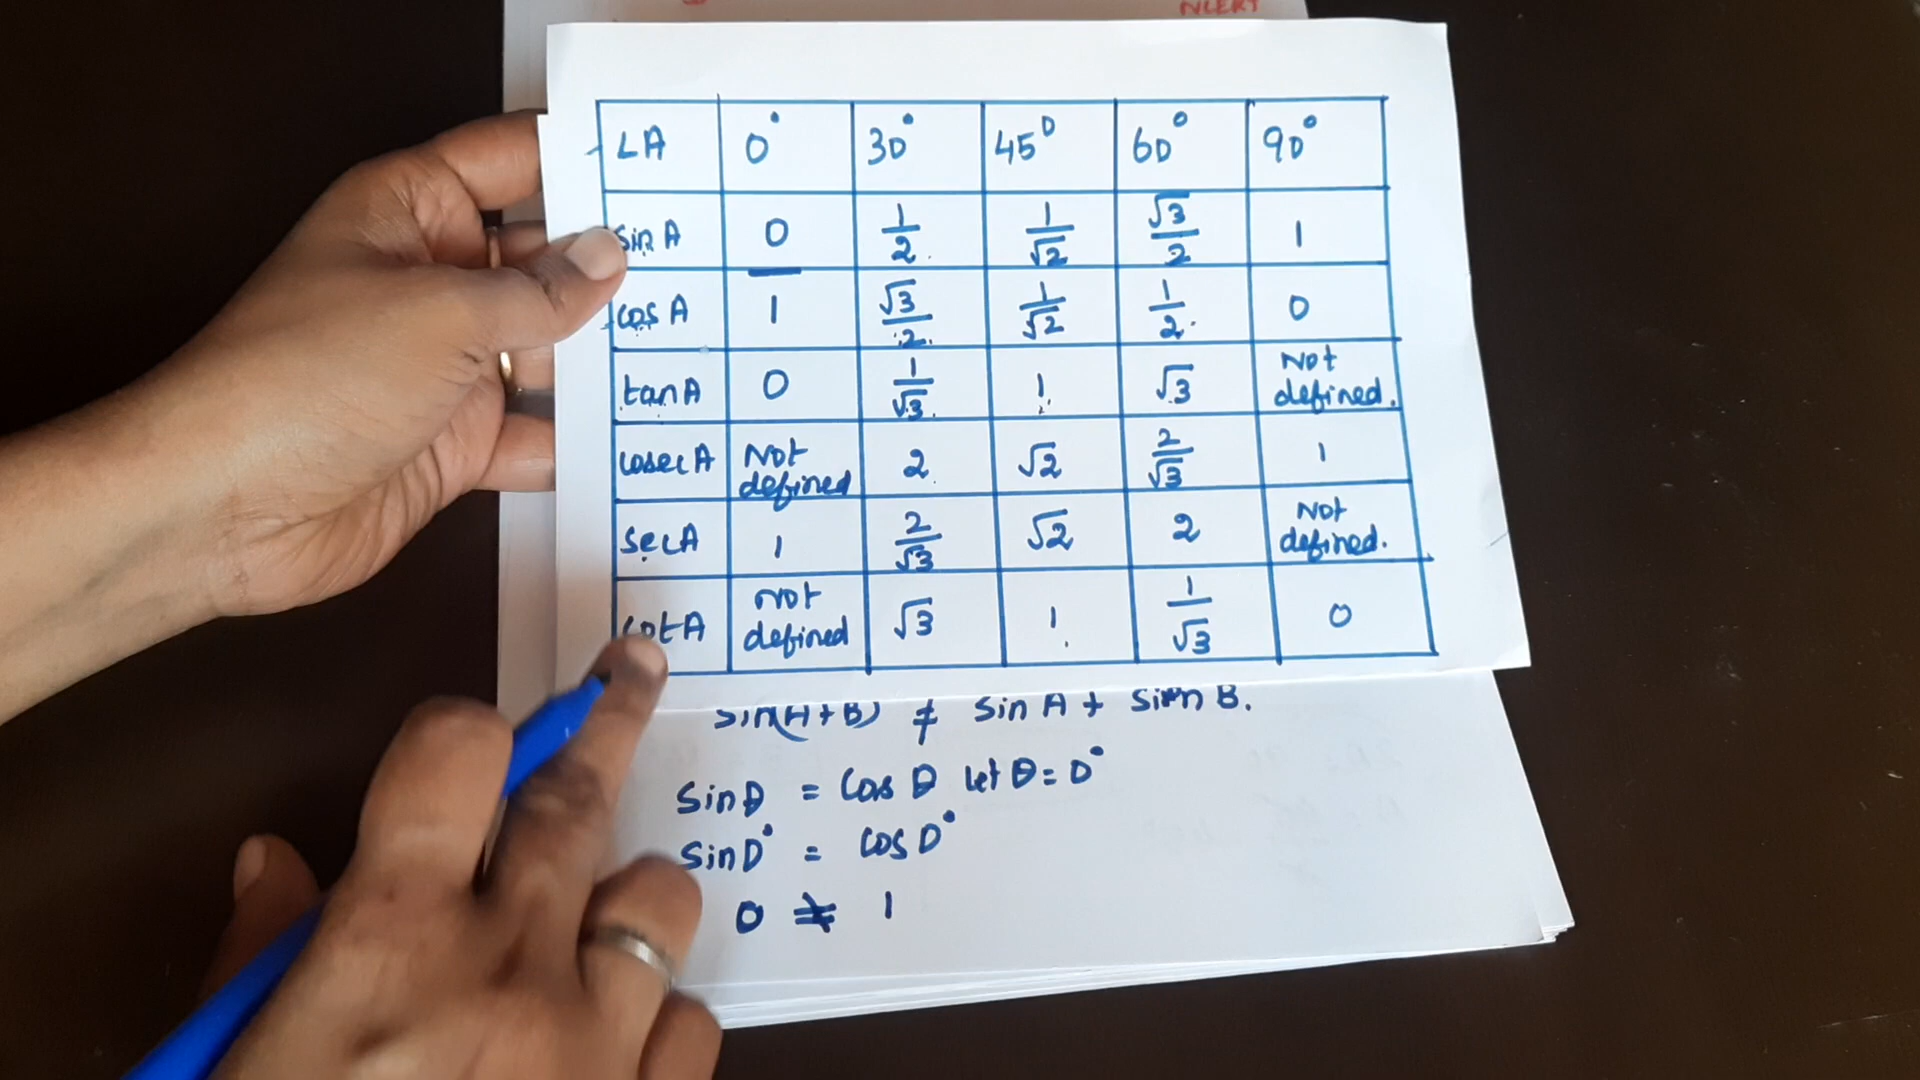 NCERT
∠A 0° 30° 45° 60° 90°
sin A 0 1/2 1/√2 √3/2 1
cos A 1 √3/2 1/√2 1/2 0
tan A 0 1/√3 1 √3 Not defined.
cosec A Not defined 2 √2 2/√3 1
sec A 1 2/√3 √2 2 Not defined.
cot A Not defined √3 1 1/√3 0
sin(A+B) ≠ sin A + sin B.
sin θ = cos θ let θ = 0°
sin 0° = cos 0°
0 ≠ 1